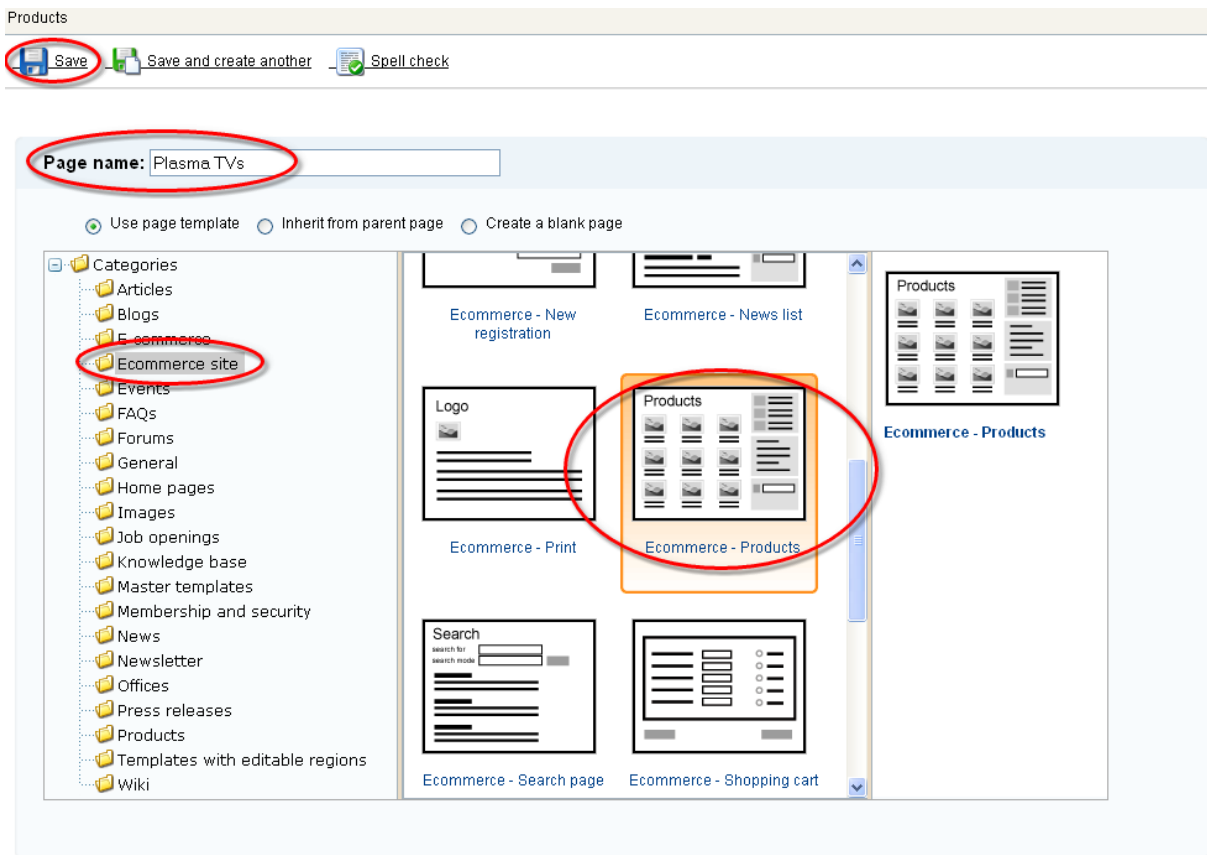 Products
Save Save and create another Spell check
Page name: Plasma TVs
Use page template Inherit from parent page Create a blank page
Categories
Articles
Blogs
E-commerce
Ecommerce site
Events
FAQs
Forums
General
Home pages
Images
Job openings
Knowledge base
Master templates
Membership and security
News
Newsletter
Offices
Press releases
Products
Templates with editable regions
Wiki
Ecommerce - New
registration
Ecommerce - News list
Logo
Ecommerce - Print
Products
Ecommerce - Products
Search
search for
search mode
Ecommerce - Search page
Ecommerce - Shopping cart
Products
Ecommerce - Products